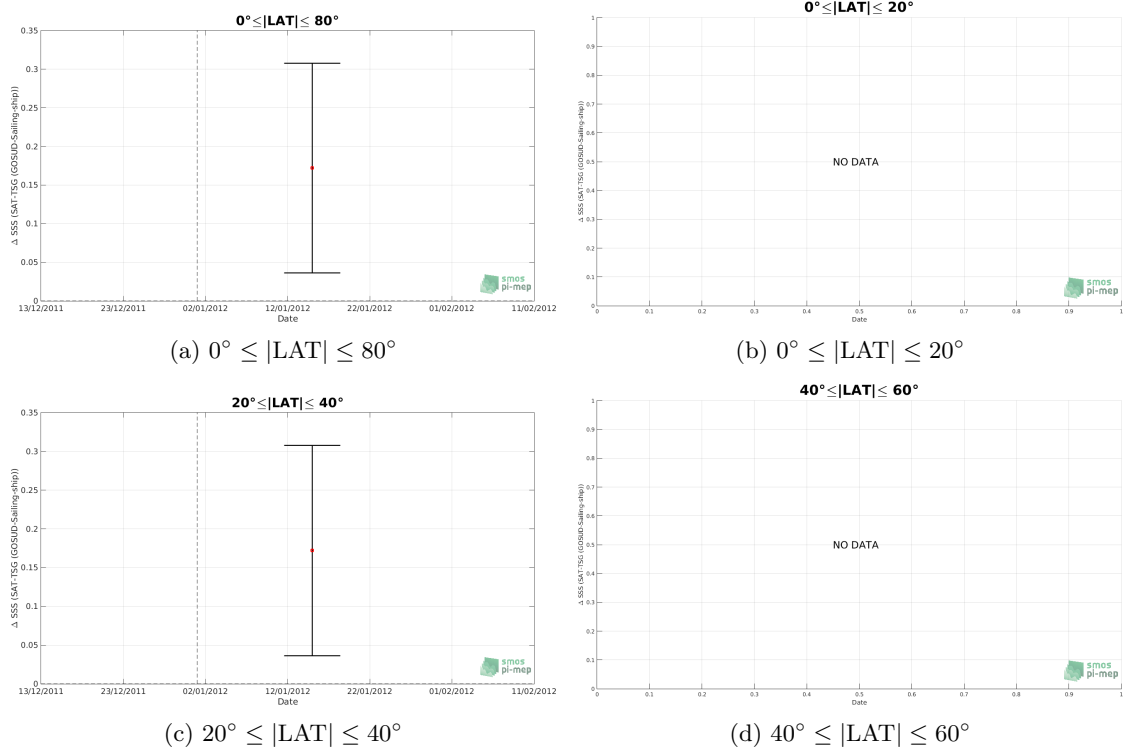 0°≤|LAT|≤ 80°
Δ SSS (SAT-TSG (GOSUD-Sailing-ship))
0.35
0.3
0.25
0.2
0.15
0.1
0.05
0
13/12/2011 23/12/2011 02/01/2012 12/01/2012 22/01/2012 01/02/2012 11/02/2012
Date
smos
pi-mep
(a) 0° ≤ |LAT| ≤ 80°
0°≤|LAT|≤ 20°
Δ SSS (SAT-TSG (GOSUD-Sailing-ship))
1
0.9
0.8
0.7
0.6
0.5
0.4
0.3
0.2
0.1
0
NO DATA
0 0.1 0.2 0.3 0.4 0.5 0.6 0.7 0.8 0.9 1
Date
smos
pi-mep
(b) 0° ≤ |LAT| ≤ 20°
20°≤|LAT|≤ 40°
Δ SSS (SAT-TSG (GOSUD-Sailing-ship))
0.35
0.3
0.25
0.2
0.15
0.1
0.05
0
13/12/2011 23/12/2011 02/01/2012 12/01/2012 22/01/2012 01/02/2012 11/02/2012
Date
smos
pi-mep
(c) 20° ≤ |LAT| ≤ 40°
40°≤|LAT|≤ 60°
Δ SSS (SAT-TSG (GOSUD-Sailing-ship))
1
0.9
0.8
0.7
0.6
0.5
0.4
0.3
0.2
0.1
0
NO DATA
0 0.1 0.2 0.3 0.4 0.5 0.6 0.7 0.8 0.9 1
Date
smos
pi-mep
(d) 40° ≤ |LAT| ≤ 60°